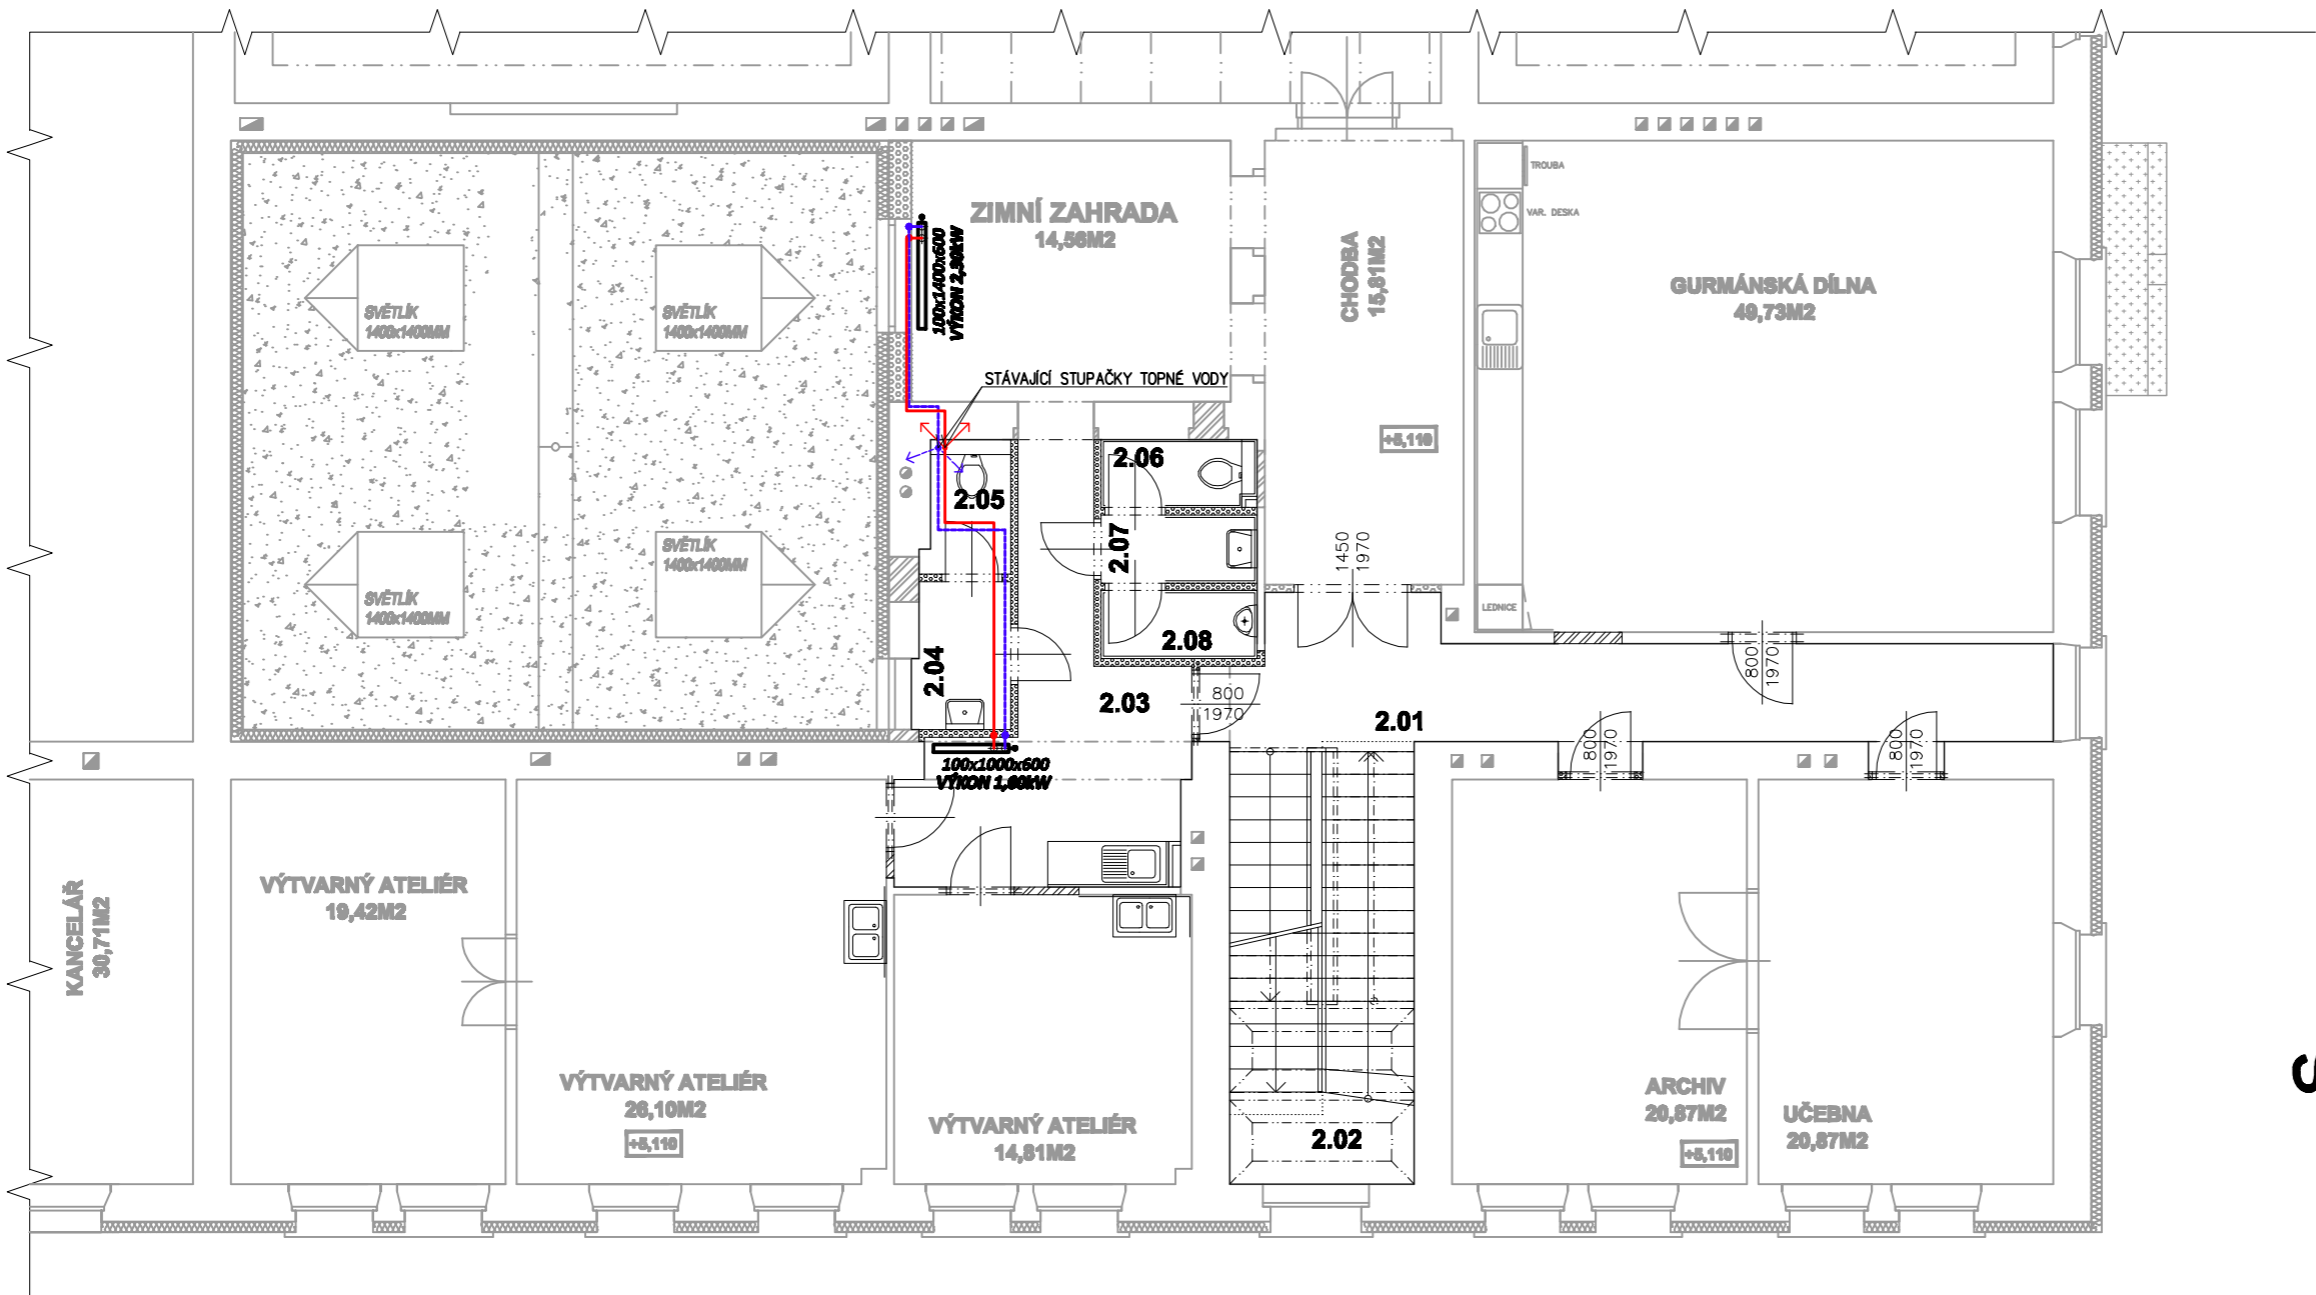 TROUBA
VAR. DESKA
ZIMNÍ ZAHRADA
14,56M2
100x1400x600
CHODBA
15,81M2
GURMÁNSKÁ DÍLNA
49,73M2
SVĚTLÍK
1400x1400MM
SVĚTLÍK
1400x1400MM
STÁVAJÍCÍ STUPAČKY TOPNÉ VODY
+5,110
2.06
2.05
2.07
1450
1970
SVĚTLÍK
1400x1400MM
SVĚTLÍK
1400x1400MM
LEDNICE
2.08
2.04
2.03
800
1970
2.01
800
1970
800
1970
800
1970
100x1000x600
VÝKON 1,60kW
KANCELÁŘ
30,71M2
VÝTVARNÝ ATELIÉR
19,42M2
VÝTVARNÝ ATELIÉR
26,10M2
+5,110
VÝTVARNÝ ATELIÉR
14,81M2
2.02
ARCHIV
20,87M2
+5,110
UČEBNA
20,87M2